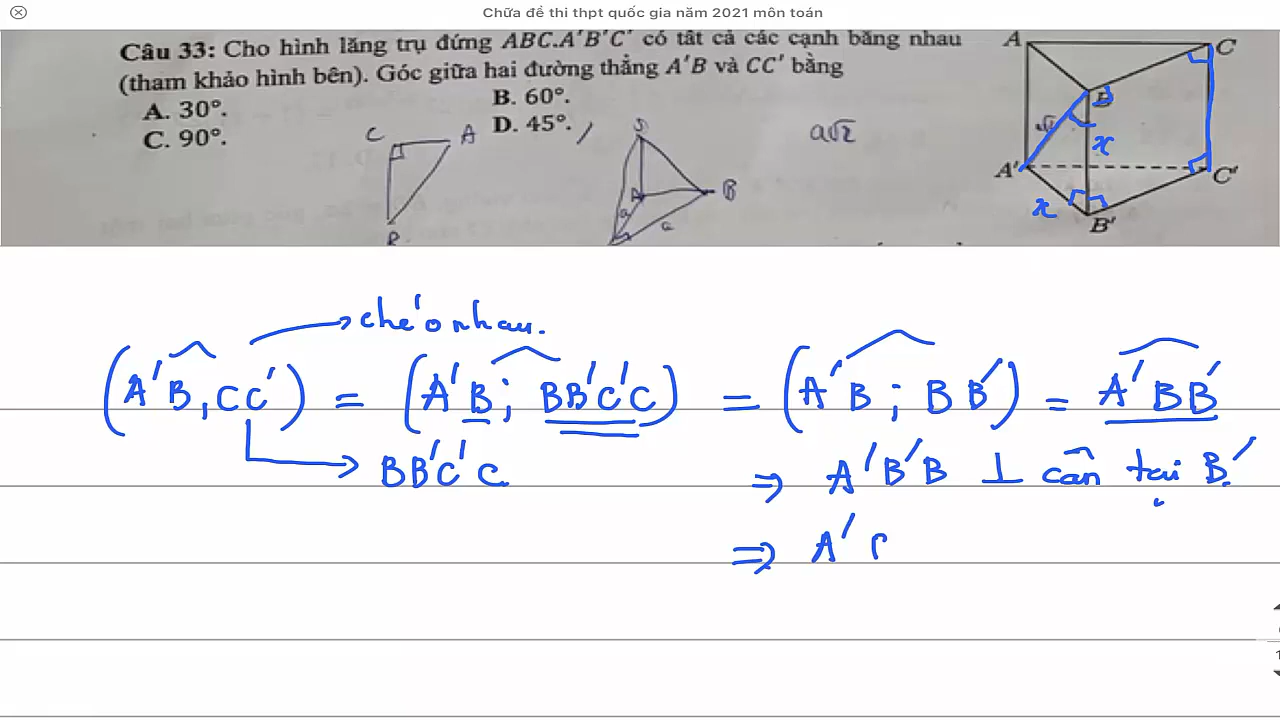 Chữa đề thi thpt quốc gia năm 2021 môn toán
Câu 33: Cho hình lăng trụ đứng ABC.A'B'C' có tất cả các cạnh bằng nhau
(tham khảo hình bên). Góc giữa hai đường thẳng A'B và CC' bằng
A. 30°.
B. 60°.
C. 90°.
D. 45°.
C A
B
S
A B
a
a
a√2
A C
B
√2
x
A' C'
x
B'
chéo nhau.
(A'B, CC') = (A'B; BB'C'C) = (A'B; BB') = A'BB'
BB'C'C
⇒ A'B'B ⊥ cân tại B'
⇒ A'